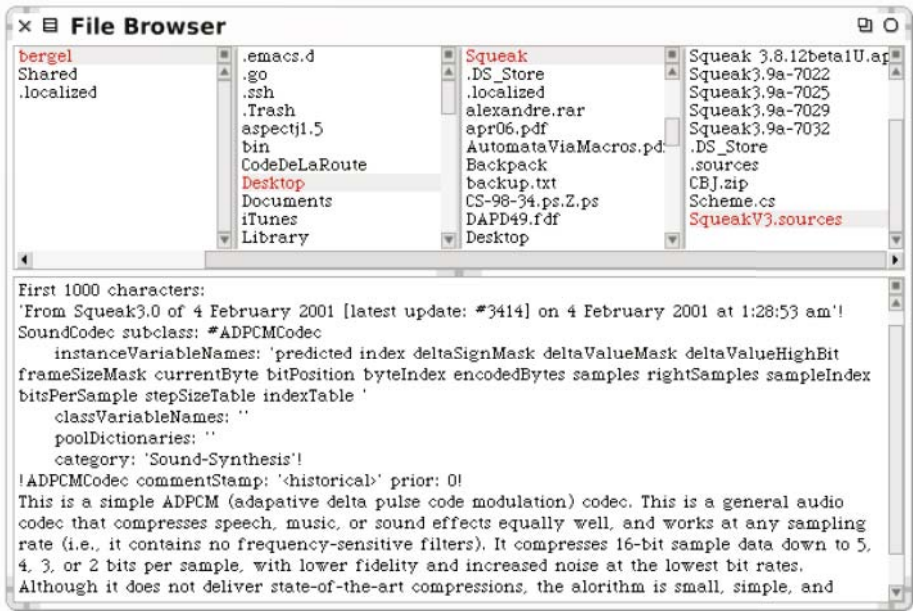 File Browser
bergel
Shared
.localized
.emacs.d
.go
.ssh
.Trash
aspectj1.5
bin
CodeDeLaRoute
Desktop
Documents
iTunes
Library
Squeak
.DS_Store
.localized
alexandre.rar
apr06.pdf
AutomataViaMacros.pd
Backpack
backup.txt
CS-98-34.ps.Z.ps
DAPD49.fdf
Desktop
Squeak 3.8.12beta1U.ap
Squeak3.9a-7022
Squeak3.9a-7025
Squeak3.9a-7029
Squeak3.9a-7032
.DS_Store
.sources
CBJ.zip
Scheme.cs
SqueakV3.sources
First 1000 characters:
'From Squeak3.0 of 4 February 2001 [latest update: #3414] on 4 February 2001 at 1:28:53 am'!
SoundCodec subclass: #ADPCMCodec
instanceVariableNames: 'predicted index deltaSignMask deltaValueMask deltaValueHighBit
frameSizeMask currentByte bitPosition byteIndex encodedBytes samples rightSamples sampleIndex
bitsPerSample stepSizeTable indexTable '
classVariableNames: ''
poolDictionaries: ''
category: 'Sound-Synthesis'!
!ADPCMCodec commentStamp: '<historical>' prior: 0!
This is a simple ADPCM (adapative delta pulse code modulation) codec. This is a general audio
codec that compresses speech, music, or sound effects equally well, and works at any sampling
rate (i.e., it contains no frequency-sensitive filters). It compresses 16-bit sample data down to 5,
4, 3, or 2 bits per sample, with lower fidelity and increased noise at the lowest bit rates.
Although it does not deliver state-of-the-art compressions, the alorithm is small, simple, and